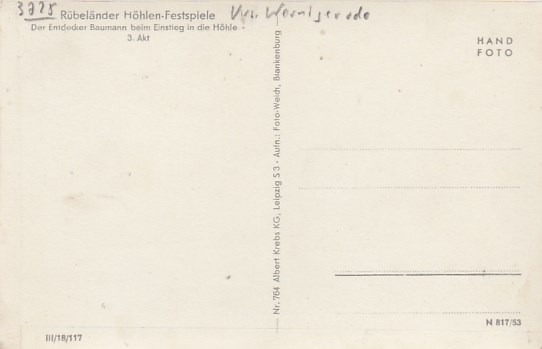 3725 Rübeländer Höhlen-Festspiele Krs. Wernigerode
Der Entdecker Baumann beim Einstieg in die Höhle -
3. Akt
HAND
FOTO
Nr. 764 Albert Krebs KG, Leipzig S 3 - Aufn.: Foto-Weidt, Blankenburg
N 817/53
III/18/117